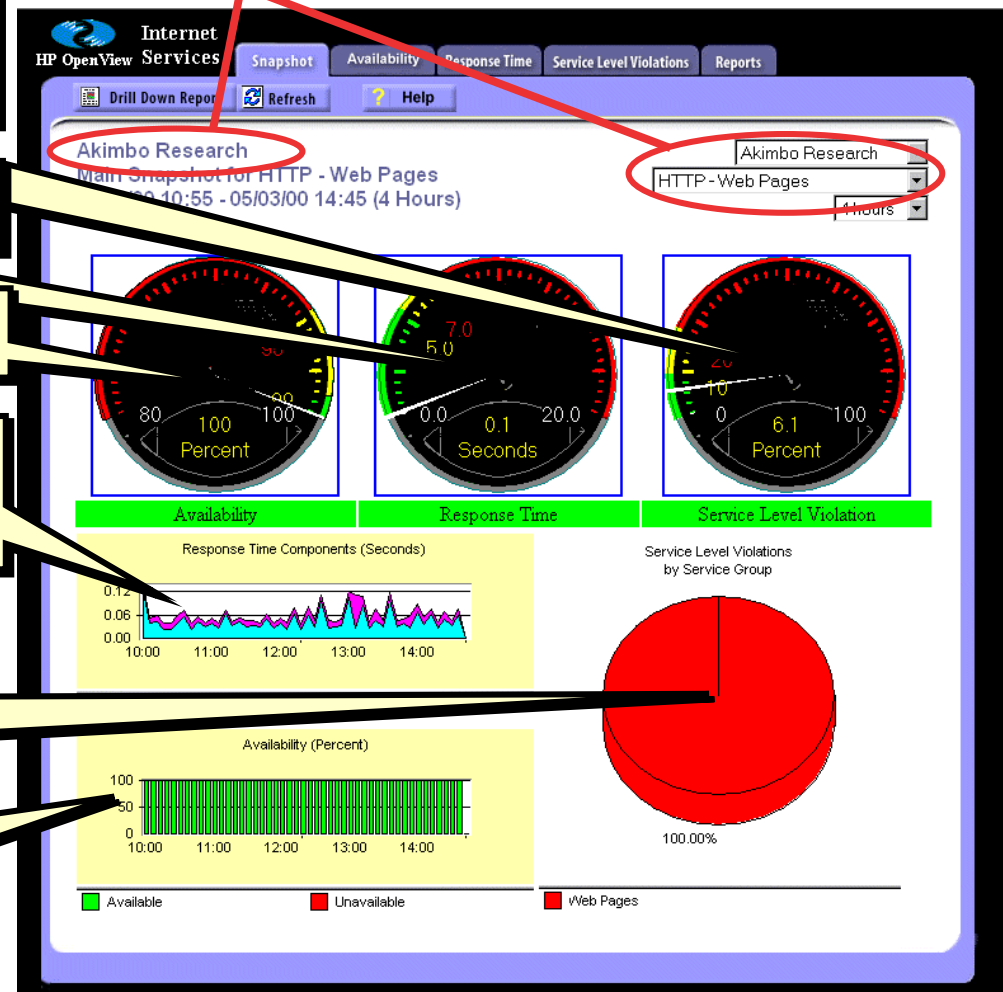 Internet
HP OpenView Services
Snapshot
Availability
Response Time
Service Level Violations
Reports
Drill Down Repor
Refresh
? Help
Akimbo Research
Main Snapshot for HTTP - Web Pages
10:55 - 05/03/00 14:45 (4 Hours)
Akimbo Research
HTTP - Web Pages
4 Hours
80
100
100
Percent
7.0
5.0
0.0
20.0
0.1
Seconds
20
10
0
100
6.1
Percent
Availability
Response Time
Service Level Violation
Response Time Components (Seconds)
0.12
0.06
0.00
10:00 11:00 12:00 13:00 14:00
Service Level Violations
by Service Group
100.00%
Availability (Percent)
100
50
0
10:00 11:00 12:00 13:00 14:00
Available
Unavailable
Web Pages